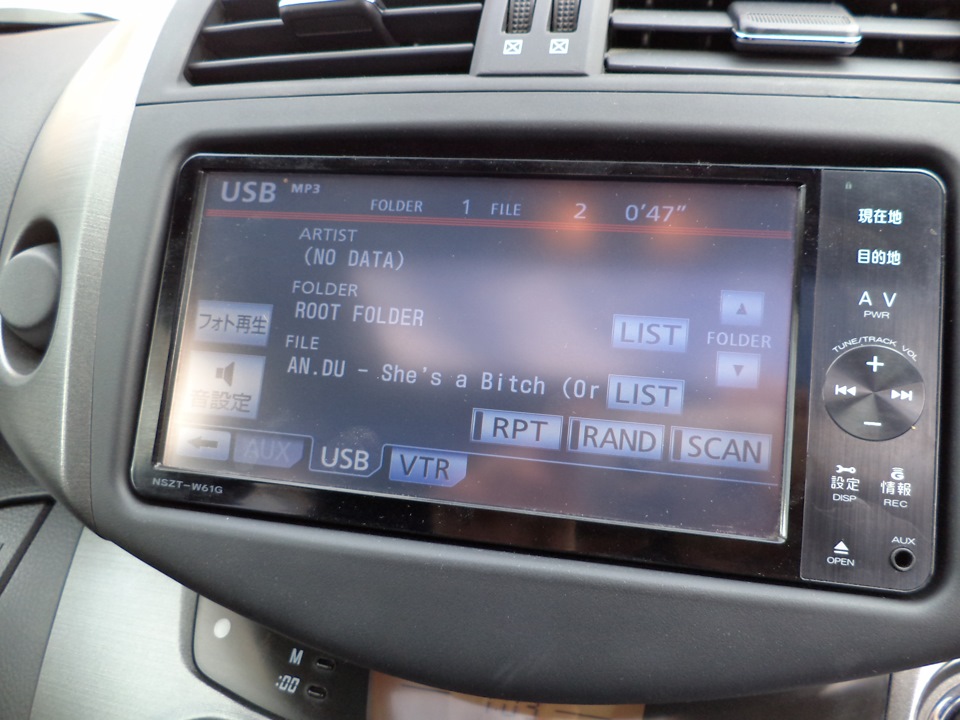 USB MP3
FOLDER 1 FILE 2 0'47"
ARTIST
(NO DATA)
FOLDER
ROOT FOLDER
LIST
FOLDER
フォト再生
FILE
AN.DU - She's a Bitch (Or
LIST
音設定
RPT
RAND
SCAN
AUX
USB
VTR
NSZT-W61G
現在地
目的地
AV
PWR
TUNE/TRACK VOL
設定
DISP
情報
REC
OPEN
AUX
M
:00